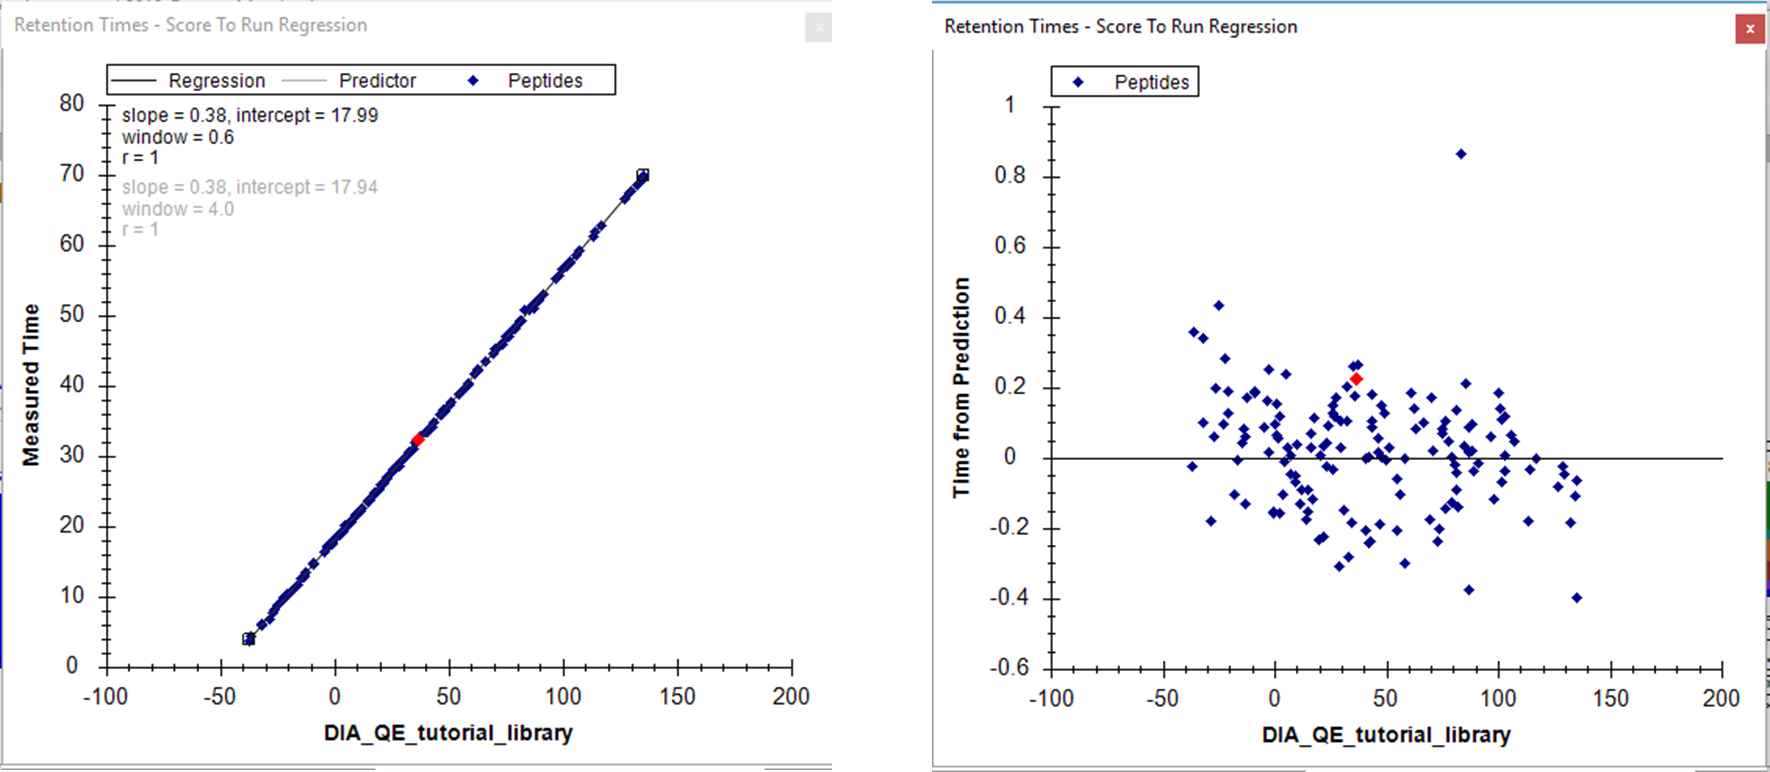 Retention Times - Score To Run Regression
x
Regression Predictor Peptides
slope = 0.38, intercept = 17.99
window = 0.6
r = 1
slope = 0.38, intercept = 17.94
window = 4.0
r = 1
80
70
60
50
40
30
20
10
0
Measured Time
-100 -50 0 50 100 150 200
DIA_QE_tutorial_library
Retention Times - Score To Run Regression
x
Peptides
1
0.8
0.6
0.4
0.2
0
-0.2
-0.4
-0.6
Time from Prediction
-100 -50 0 50 100 150 200
DIA_QE_tutorial_library